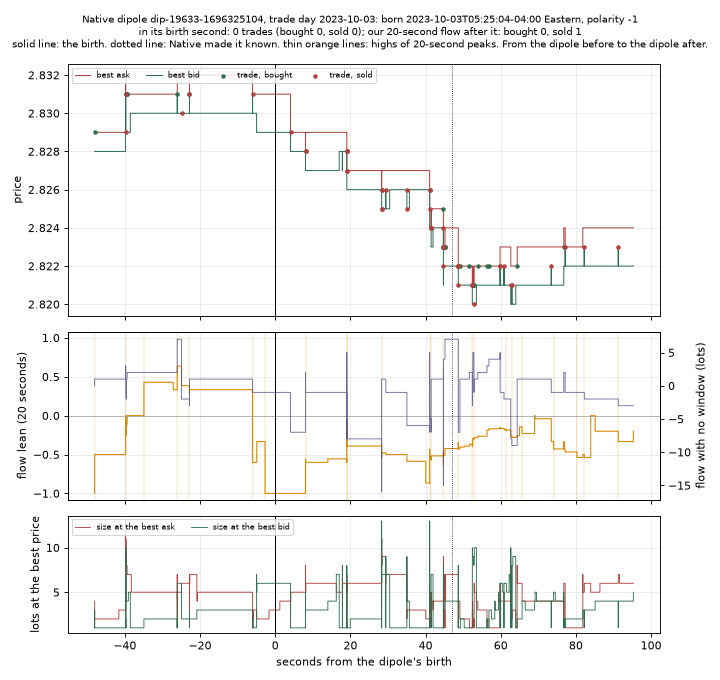 Native dipole dip-19633-1696325104, trade day 2023-10-03: born 2023-10-03T05:25:04-04:00 Eastern, polarity -1
in its birth second: 0 trades (bought 0, sold 0); our 20-second flow after it: bought 0, sold 1
solid line: the birth. dotted line: Native made it known. thin orange lines: highs of 20-second peaks. From the dipole before to the dipole after.
best ask
best bid
trade, bought
trade, sold
price
2.832
2.830
2.828
2.826
2.824
2.822
2.820
flow lean (20 seconds)
1.0
0.5
0.0
−0.5
−1.0
5
0
−5
−10
−15
flow with no window (lots)
size at the best ask
size at the best bid
lots at the best price
10
5
−40
−20
0
20
40
60
80
100
seconds from the dipole's birth